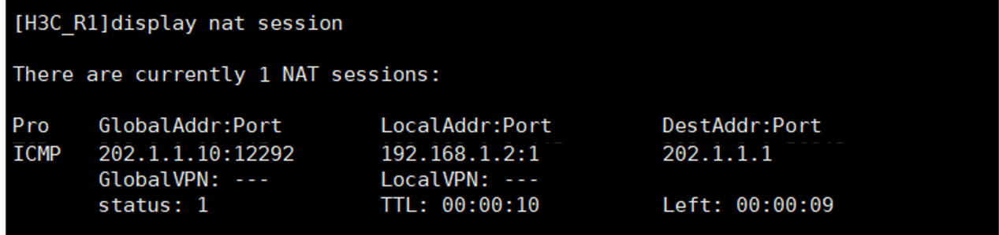 [H3C_R1]display nat session
There are currently 1 NAT sessions:
Pro GlobalAddr:Port LocalAddr:Port DestAddr:Port
ICMP 202.1.1.10:12292 192.168.1.2:1 202.1.1.1
GlobalVPN: --- LocalVPN: ---
status: 1 TTL: 00:00:10 Left: 00:00:09